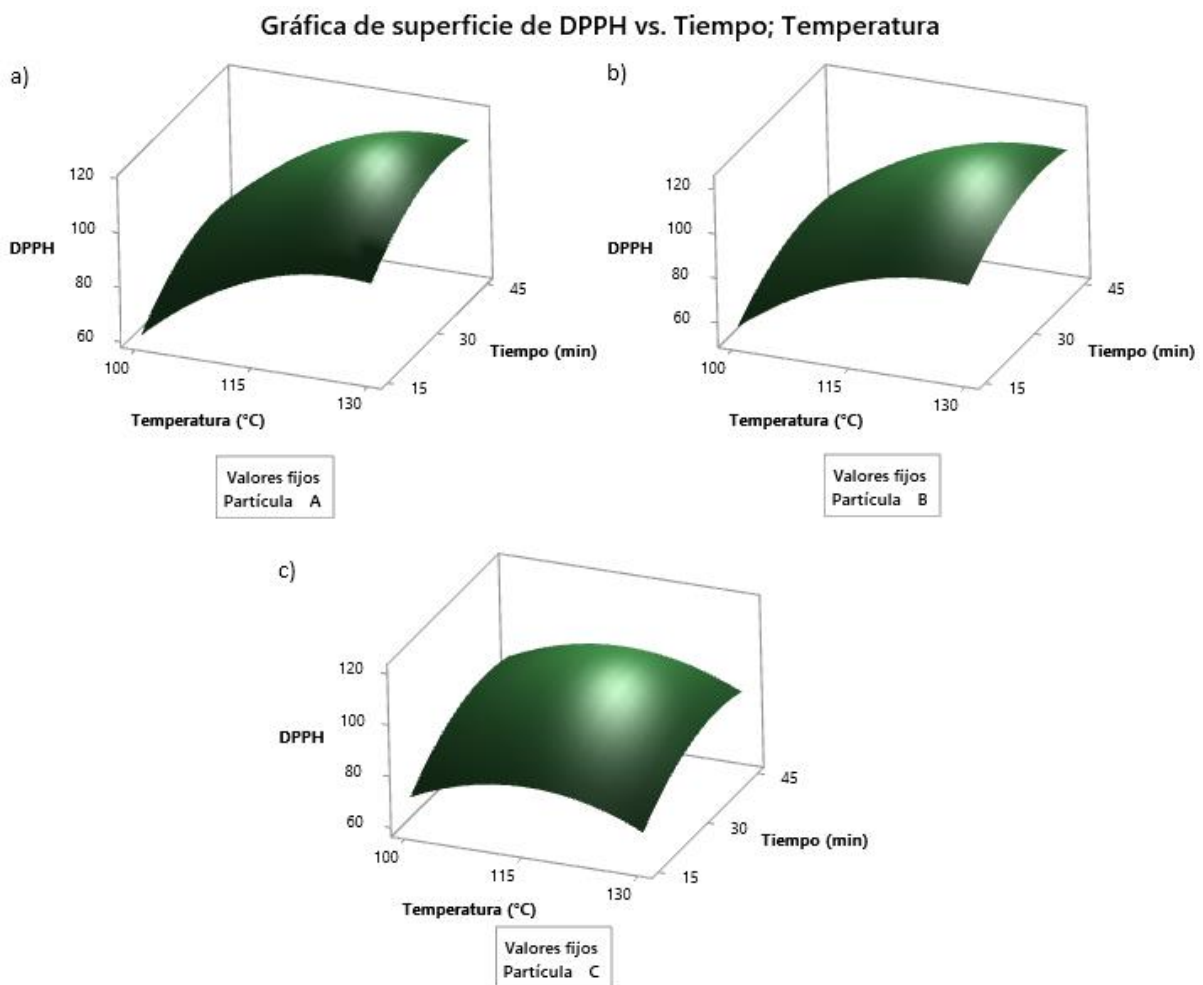 Gráfica de superficie de DPPH vs. Tiempo; Temperatura
a)
120
100
DPPH
80
60
100
115
130
15
30
45
Tiempo (min)
Temperatura (°C)
Valores fijos
Partícula A
b)
120
100
DPPH
80
60
100
115
130
15
30
45
Tiempo (min)
Temperatura (°C)
Valores fijos
Partícula B
c)
120
100
DPPH
80
60
100
115
130
15
30
45
Tiempo (min)
Temperatura (°C)
Valores fijos
Partícula C